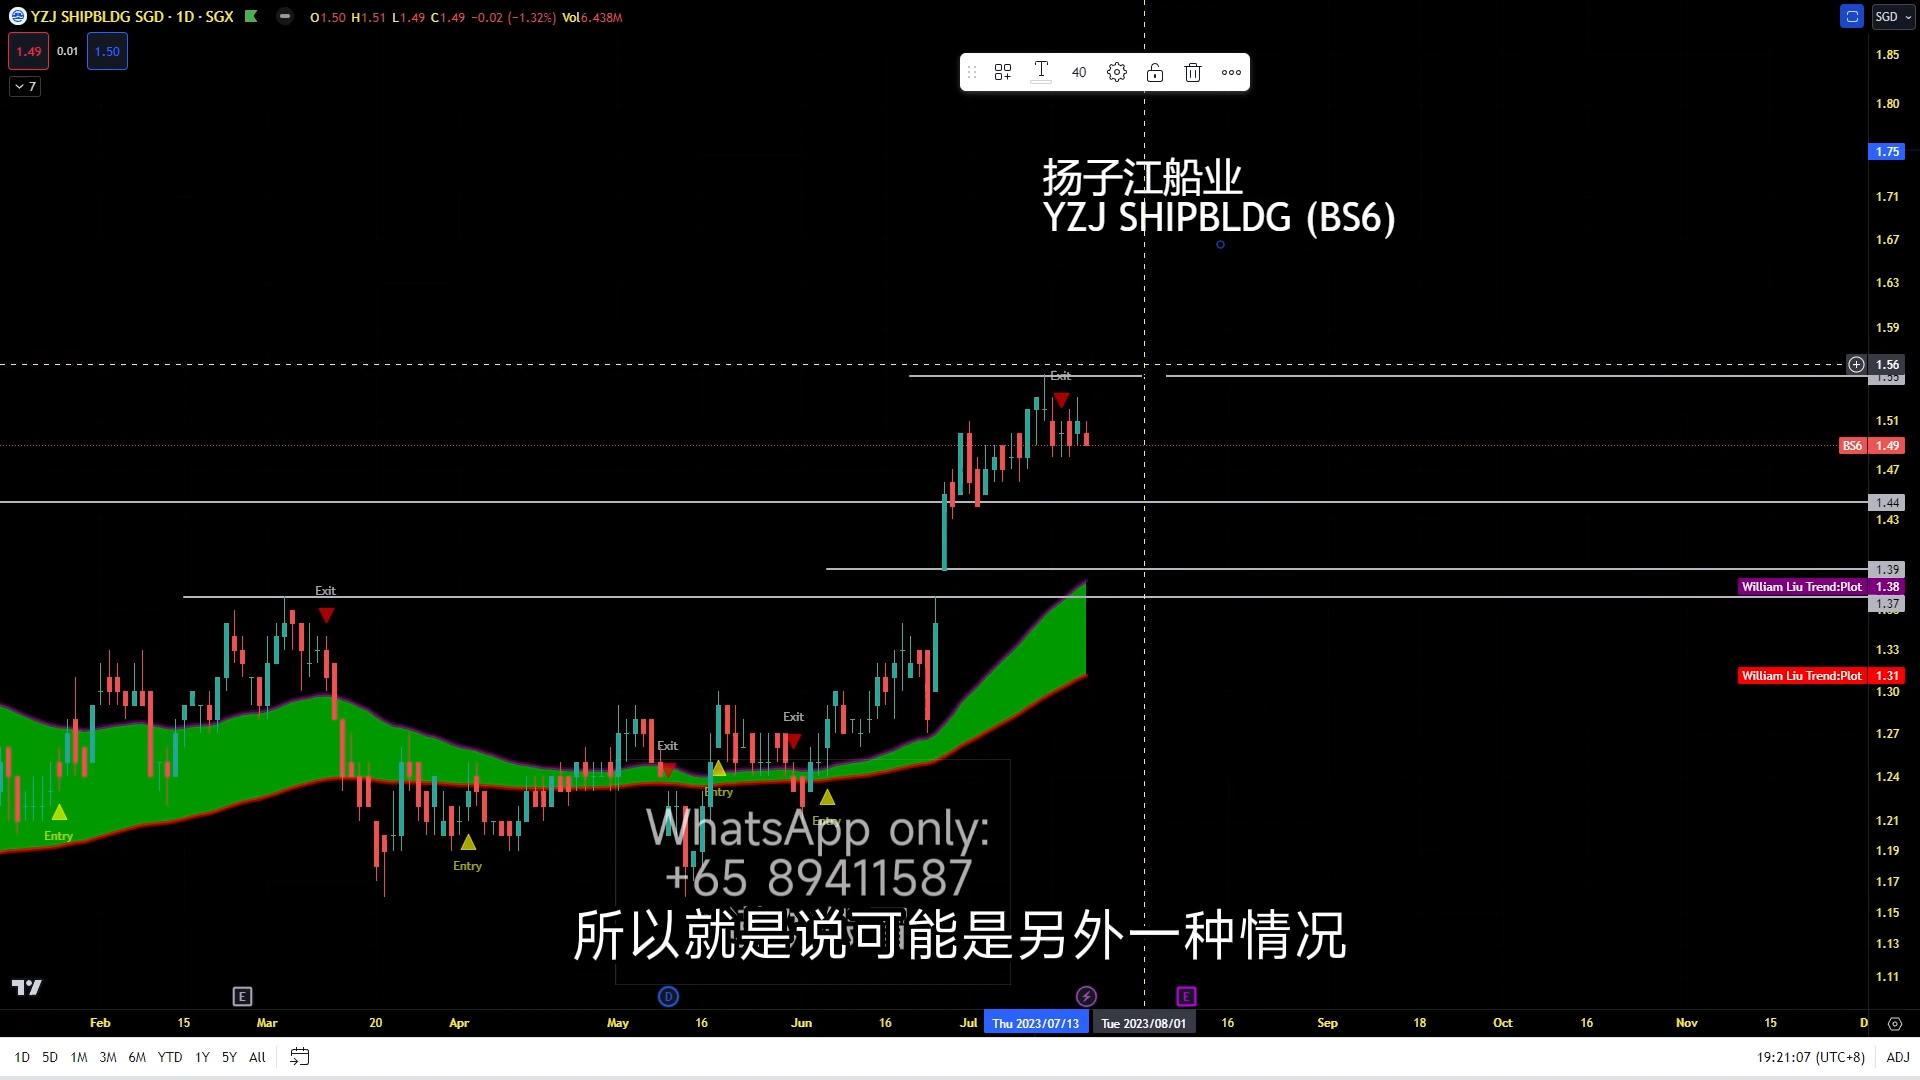 YZJ SHIPBLDG SGD · 1D · SGX
O1.50 H1.51 L1.49 C1.49 −0.02 (−1.32%) Vol6.438M
SGD
1.49 0.01 1.50
7
40
扬子江船业
YZJ SHIPBLDG (BS6)
1.85
1.80
1.75
1.71
1.67
1.63
1.59
1.56
1.55
1.51
BS6 1.49
1.47
1.44
1.43
1.39
William Liu Trend:Plot 1.38
1.37
1.33
William Liu Trend:Plot 1.31
1.30
1.27
1.24
1.21
1.19
1.17
1.15
1.13
1.11
Exit
Exit
Exit
Exit
Entry
Entry
Entry
Entry
WhatsApp only:
+65 89411587
所以就是说可能是另外一种情况
E D E
Feb 15 Mar 20 Apr May 16 Jun 16 Jul Thu 2023/07/13 Tue 2023/08/01 16 Sep 18 Oct 16 Nov 15 D
1D 5D 1M 3M 6M YTD 1Y 5Y All
19:21:07 (UTC+8) ADJ